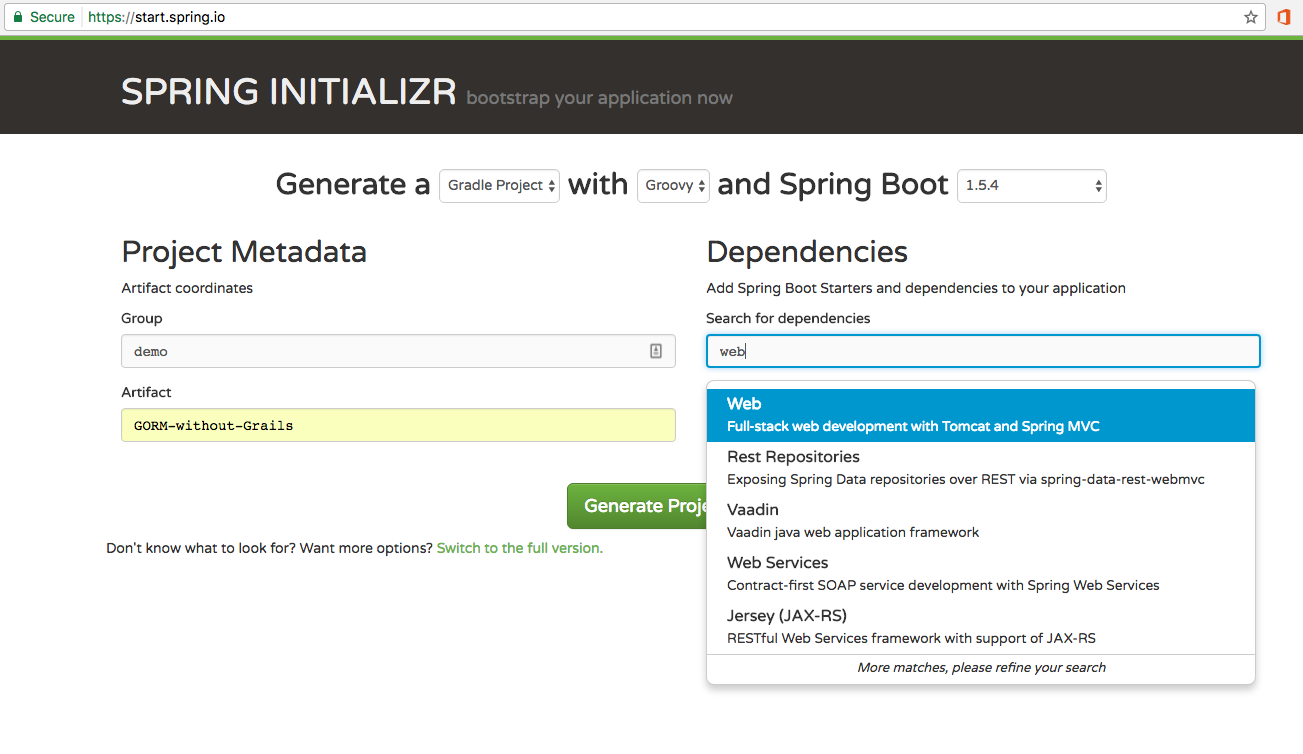 Secure https://start.spring.io
SPRING INITIALIZR bootstrap your application now
Generate a Gradle Project with Groovy and Spring Boot 1.5.4
Project Metadata
Artifact coordinates
Group
demo
Artifact
GORM-without-Grails
Dependencies
Add Spring Boot Starters and dependencies to your application
Search for dependencies
web
Web
Full-stack web development with Tomcat and Spring MVC
Rest Repositories
Exposing Spring Data repositories over REST via spring-data-rest-webmvc
Vaadin
Vaadin java web application framework
Web Services
Contract-first SOAP service development with Spring Web Services
Jersey (JAX-RS)
RESTful Web Services framework with support of JAX-RS
More matches, please refine your search
Generate Proje
Don't know what to look for? Want more options? Switch to the full version.